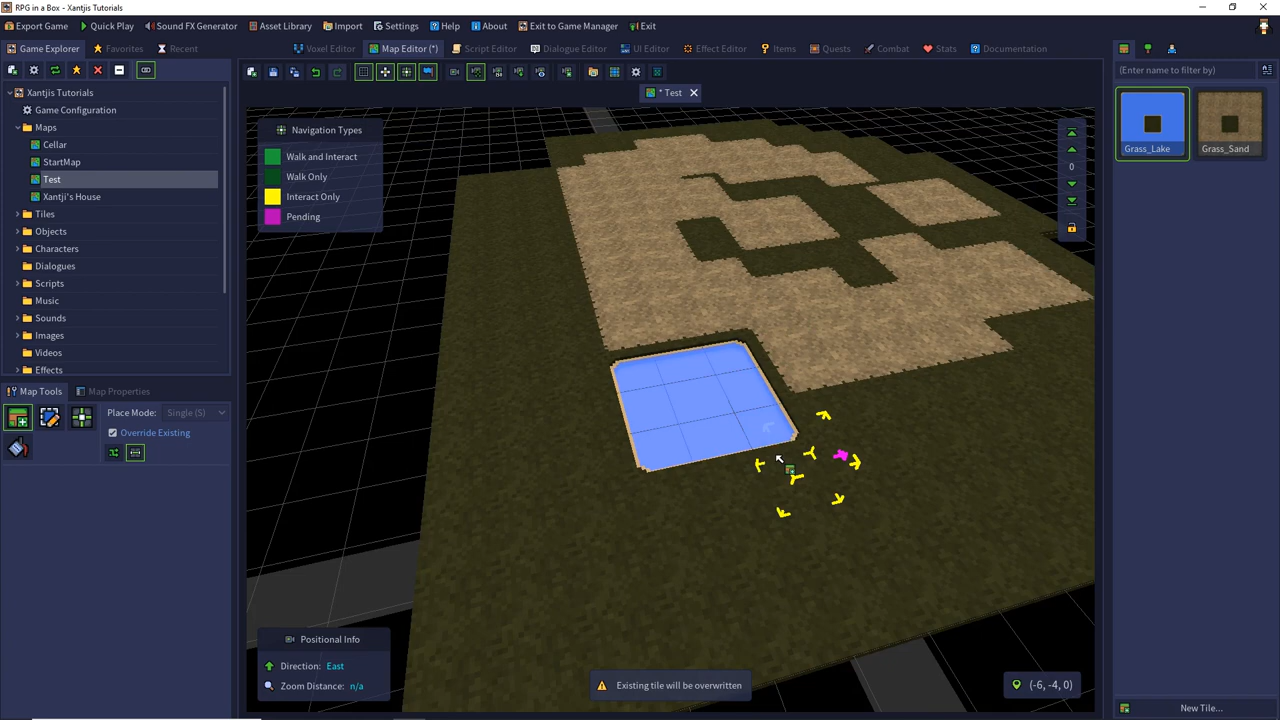 RPG in a Box - Xantjis Tutorials
Export Game Quick Play Sound FX Generator Asset Library Import Settings Help About Exit to Game Manager Exit
Game Explorer Favorites Recent
Voxel Editor Map Editor (*) Script Editor Dialogue Editor UI Editor Effect Editor Items Quests Combat Stats Documentation
* Test
(Enter name to filter by)
Xantjis Tutorials
Game Configuration
Maps
Cellar
StartMap
Test
Xantji's House
Tiles
Objects
Characters
Dialogues
Scripts
Music
Sounds
Images
Videos
Effects
Map Tools Map Properties
Place Mode: Single (S)
Override Existing
Navigation Types
Walk and Interact
Walk Only
Interact Only
Pending
0
Grass_Lake Grass_Sand
Positional Info
Direction: East
Zoom Distance: n/a
Existing tile will be overwritten
(-6, -4, 0)
New Tile...